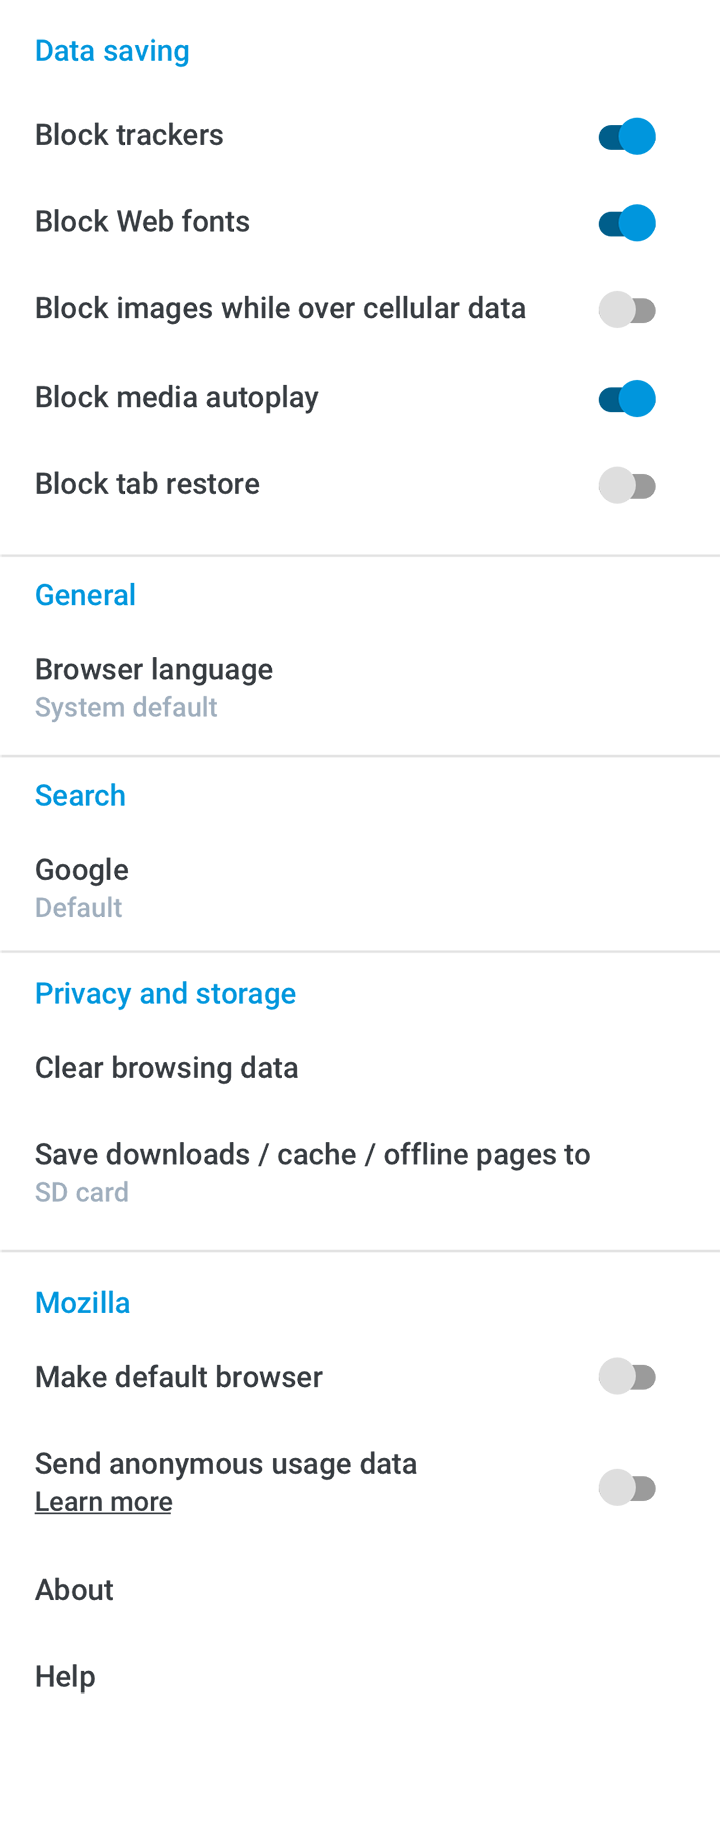 Data saving
Block trackers
Block Web fonts
Block images while over cellular data
Block media autoplay
Block tab restore
General
Browser language
System default
Search
Google
Default
Privacy and storage
Clear browsing data
Save downloads / cache / offline pages to
SD card
Mozilla
Make default browser
Send anonymous usage data
Learn more
About
Help